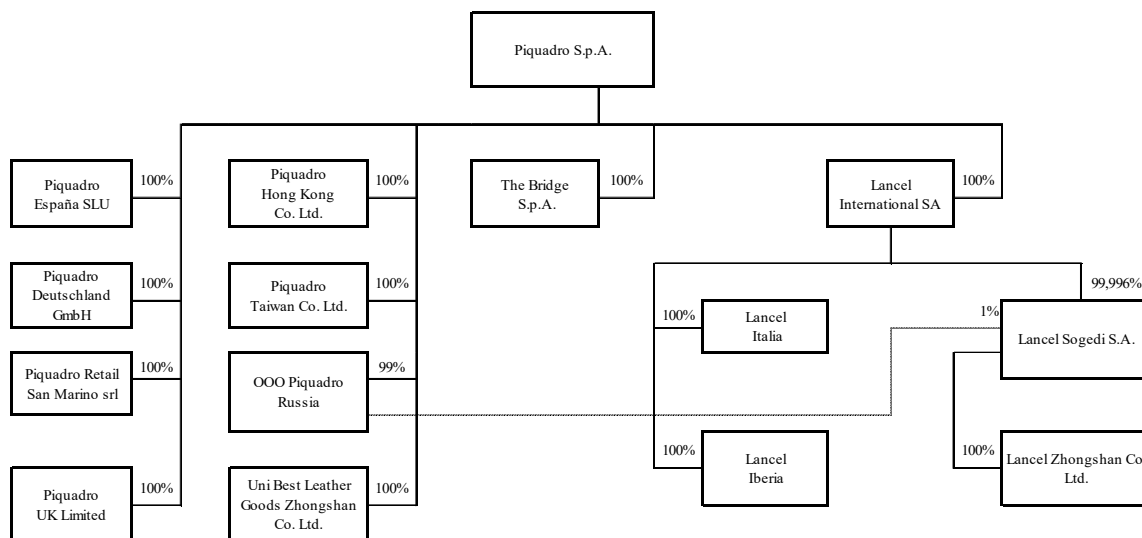 Piquadro S.p.A.
Piquadro
España SLU
100%
Piquadro
Hong Kong
Co. Ltd.
100%
The Bridge
S.p.A.
100%
Lancel
International SA
100%
Piquadro
Deutschland
GmbH
100%
Piquadro
Taiwan Co. Ltd.
100%
100%
Lancel
Italia
99,996%
1%
Lancel Sogedi S.A.
Piquadro Retail
San Marino srl
100%
OOO Piquadro
Russia
99%
Piquadro
UK Limited
100%
Uni Best Leather
Goods Zhongshan
Co. Ltd.
100%
100%
Lancel
Iberia
100%
Lancel Zhongshan Co
Ltd.